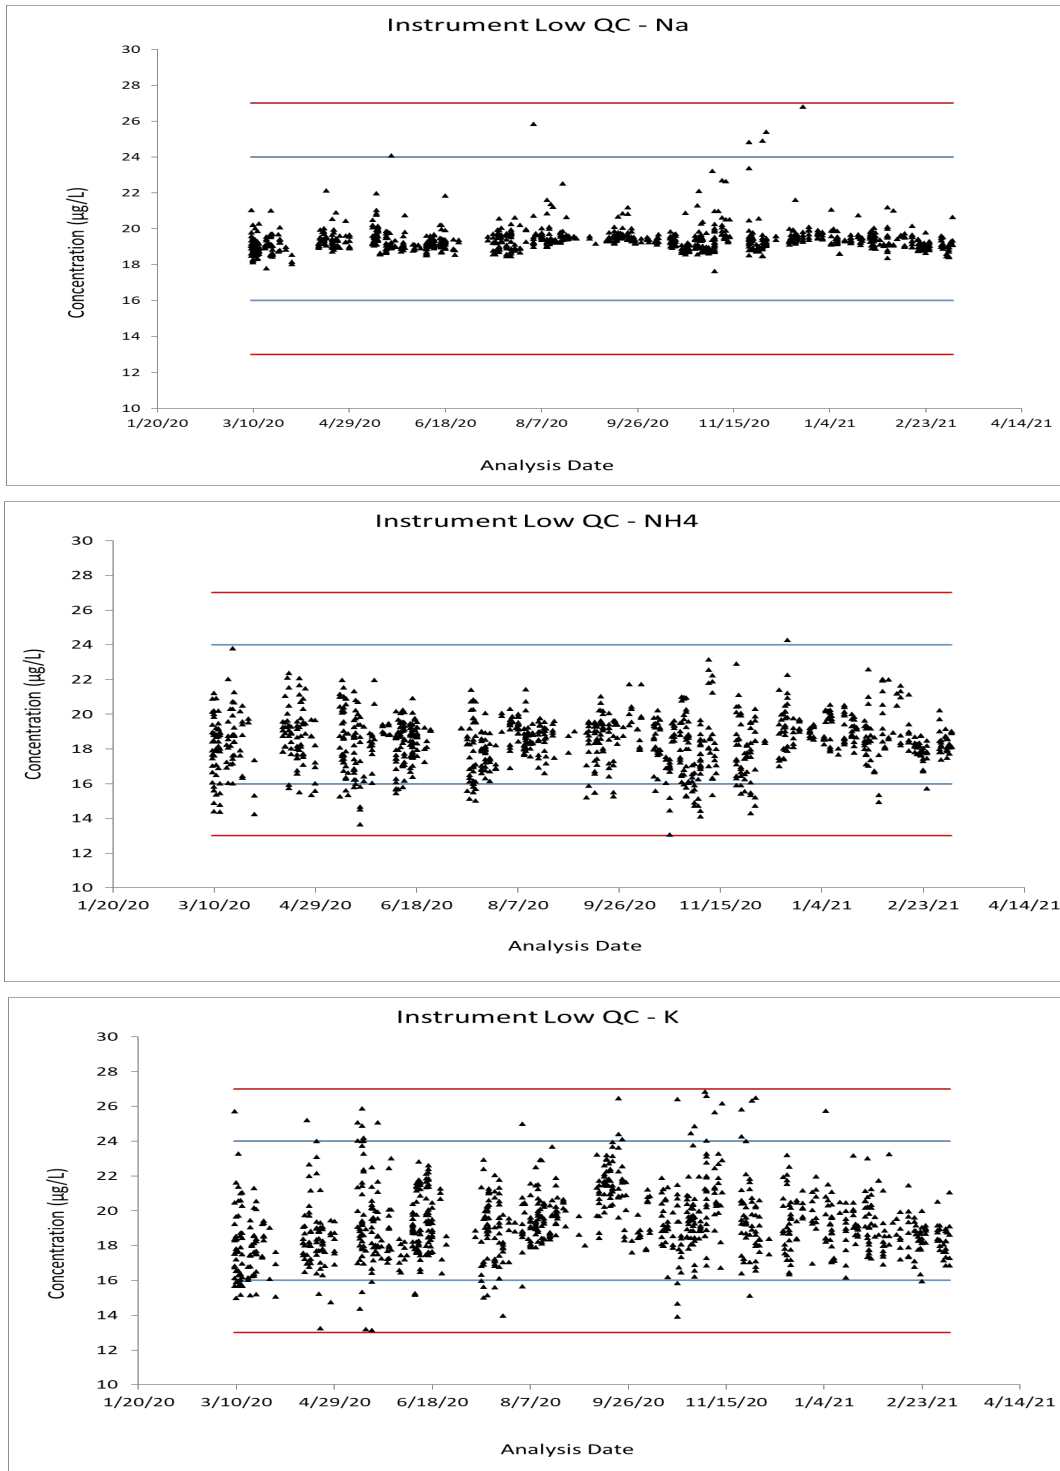 Instrument Low QC - Na
30
28
26
24
22
20
18
16
14
12
10
Concentration (µg/L)
1/20/20 3/10/20 4/29/20 6/18/20 8/7/20 9/26/20 11/15/20 1/4/21 2/23/21 4/14/21
Analysis Date
Instrument Low QC - NH4
30
28
26
24
22
20
18
16
14
12
10
Concentration (µg/L)
1/20/20 3/10/20 4/29/20 6/18/20 8/7/20 9/26/20 11/15/20 1/4/21 2/23/21 4/14/21
Analysis Date
Instrument Low QC - K
30
28
26
24
22
20
18
16
14
12
10
Concentration (µg/L)
1/20/20 3/10/20 4/29/20 6/18/20 8/7/20 9/26/20 11/15/20 1/4/21 2/23/21 4/14/21
Analysis Date